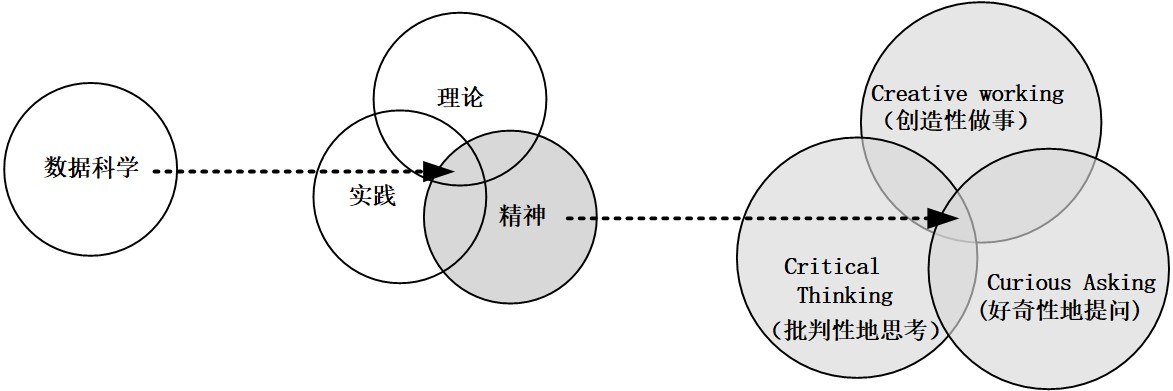 数据科学
理论
实践
精神
Creative working
（创造性做事）
Critical
Thinking
（批判性地思考）
Curious Asking
(好奇性地提问)